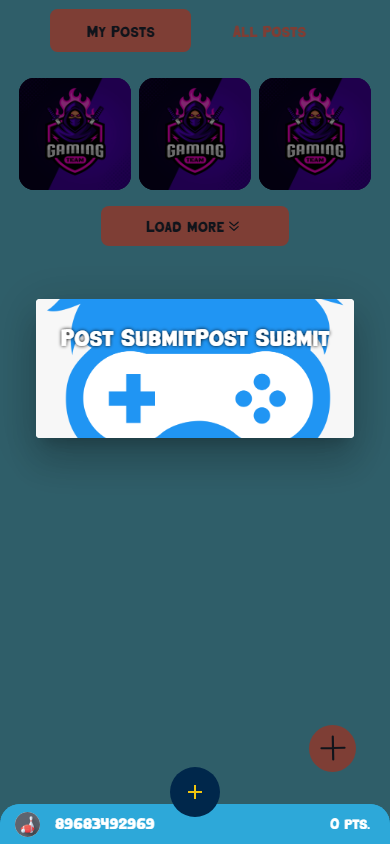 My Posts
All Posts
GAMING
TEAM
GAMING
TEAM
GAMING
TEAM
Load more
Post SubmitPost Submit
89683492969
0 pts.